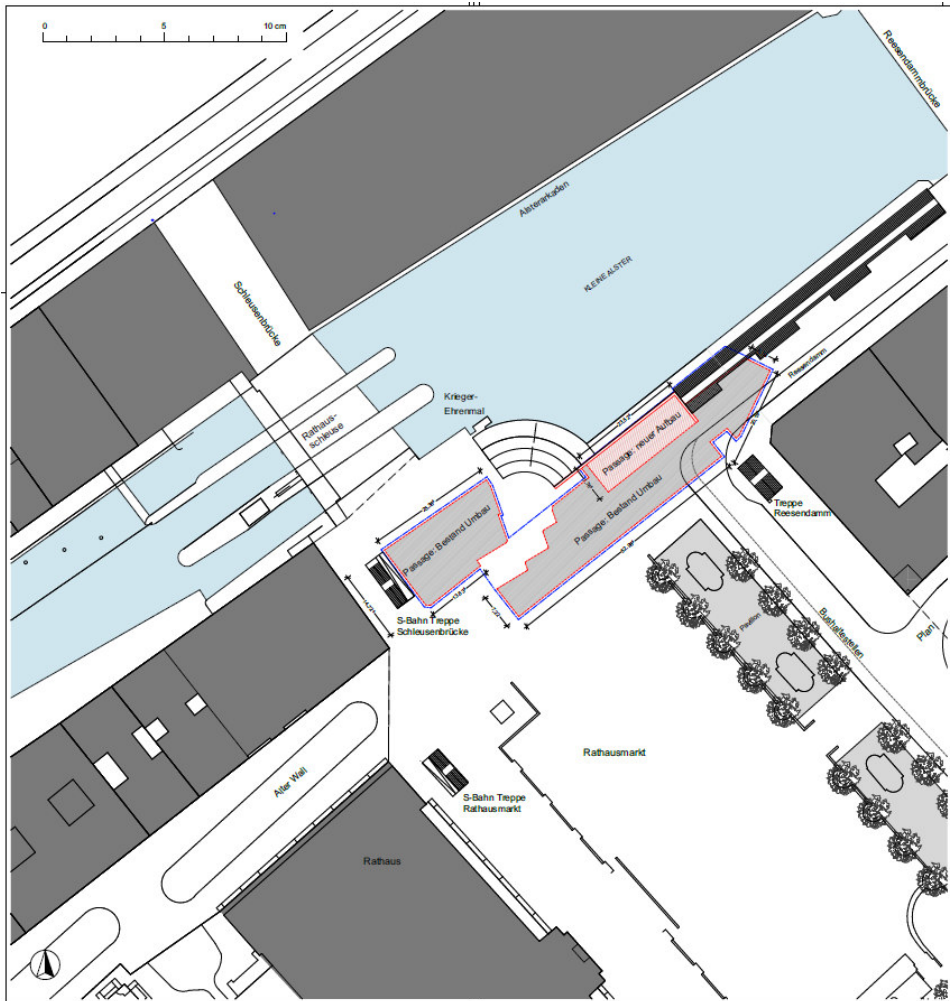 0 5 10 cm
Reesendammbrücke
Alsterarkaden
KLEINE ALSTER
Schleusenbrücke
Reesendamm
Krieger-
Ehrenmal
Rathaus-
schleuse
Passage: neuer Aufbau
Passage: Bestand Umbau
Passage: Bestand Umbau
Treppe
Reesendamm
S-Bahn Treppe
Schleusenbrücke
Pavillon
Bushaltestellen
Plan
Rathausmarkt
Alter Wall
S-Bahn Treppe
Rathausmarkt
Rathaus